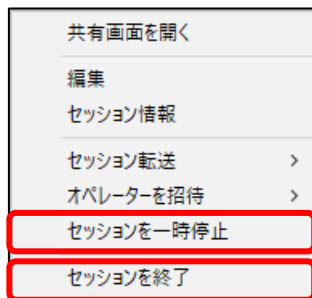 共有画面を開く
編集
セッション情報
セッション転送 >
オペレーターを招待 >
セッションを一時停止
セッションを終了